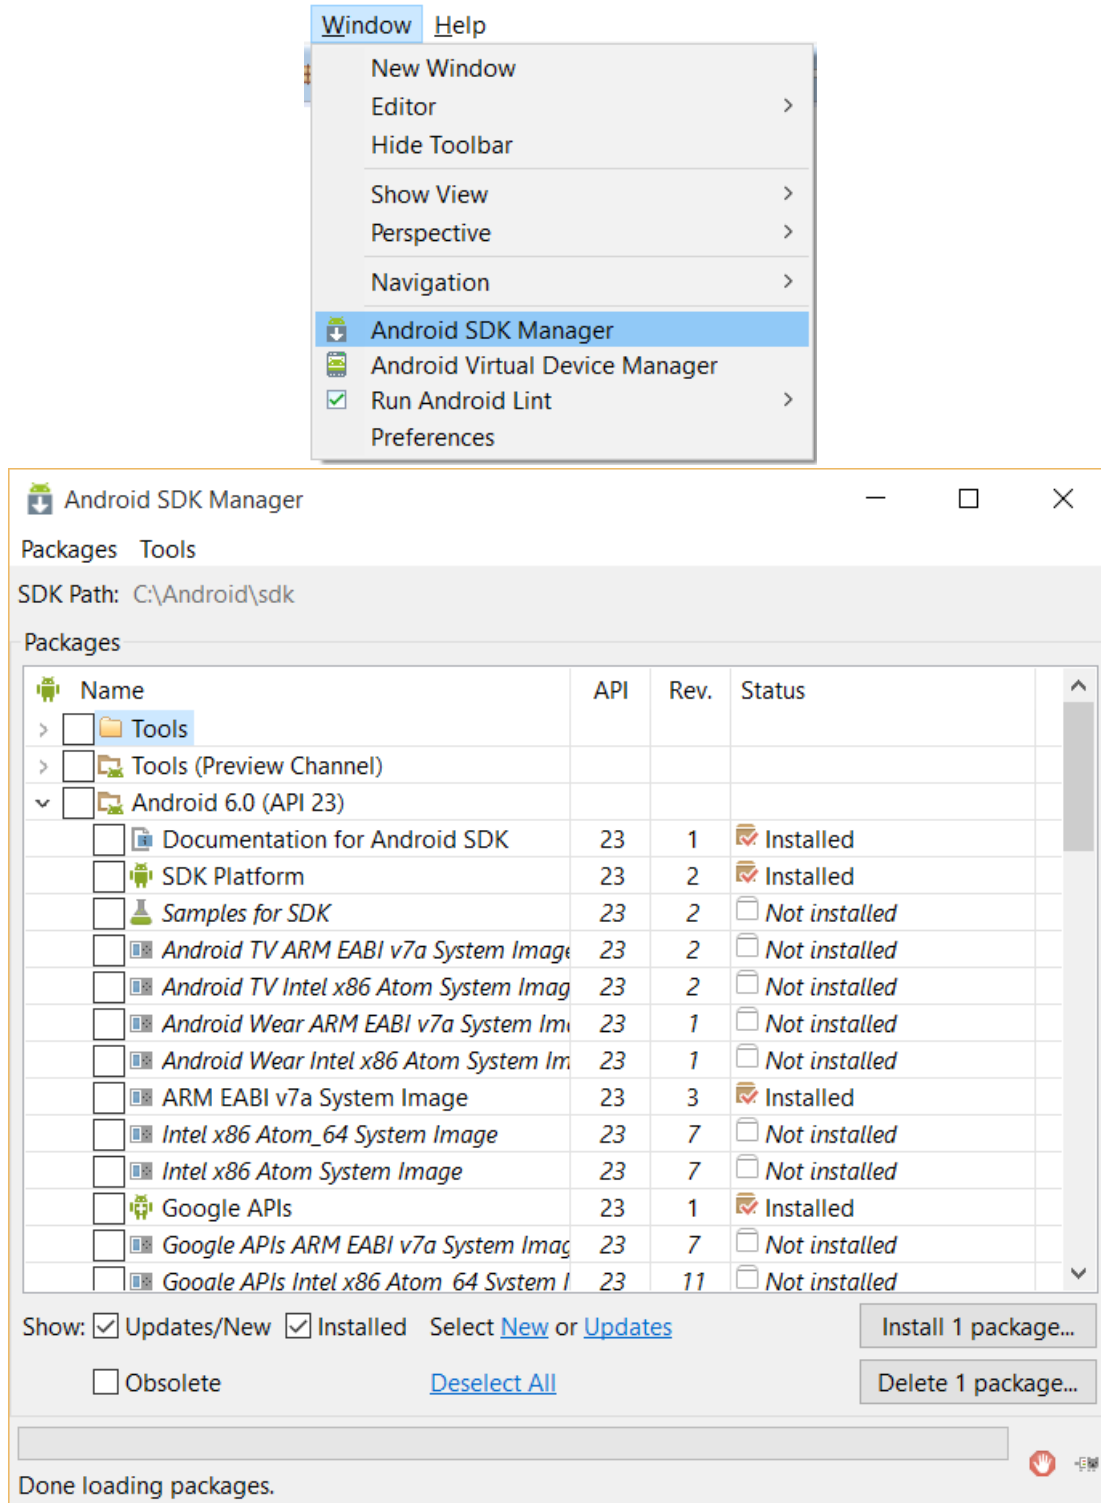 Window Help
New Window
Editor
Hide Toolbar
Show View
Perspective
Navigation
Android SDK Manager
Android Virtual Device Manager
Run Android Lint
Preferences
Android SDK Manager
Packages Tools
SDK Path: C:\Android\sdk
Packages
Name API Rev. Status
Tools
Tools (Preview Channel)
Android 6.0 (API 23)
Documentation for Android SDK 23 1 Installed
SDK Platform 23 2 Installed
Samples for SDK 23 2 Not installed
Android TV ARM EABI v7a System Image 23 2 Not installed
Android TV Intel x86 Atom System Imag 23 2 Not installed
Android Wear ARM EABI v7a System Im 23 1 Not installed
Android Wear Intel x86 Atom System Im 23 1 Not installed
ARM EABI v7a System Image 23 3 Installed
Intel x86 Atom_64 System Image 23 7 Not installed
Intel x86 Atom System Image 23 7 Not installed
Google APIs 23 1 Installed
Google APIs ARM EABI v7a System Imag 23 7 Not installed
Google APIs Intel x86 Atom_64 System I 23 11 Not installed
Show: Updates/New Installed Select New or Updates Install 1 package...
Obsolete Deselect All Delete 1 package...
Done loading packages.